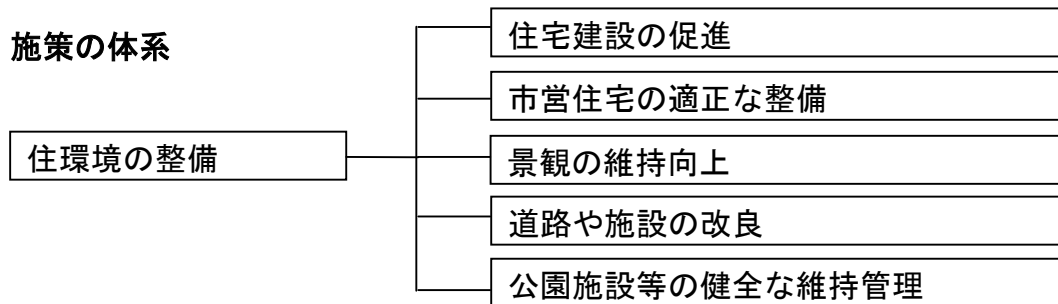 施策の体系
住環境の整備
住宅建設の促進
市営住宅の適正な整備
景観の維持向上
道路や施設の改良
公園施設等の健全な維持管理